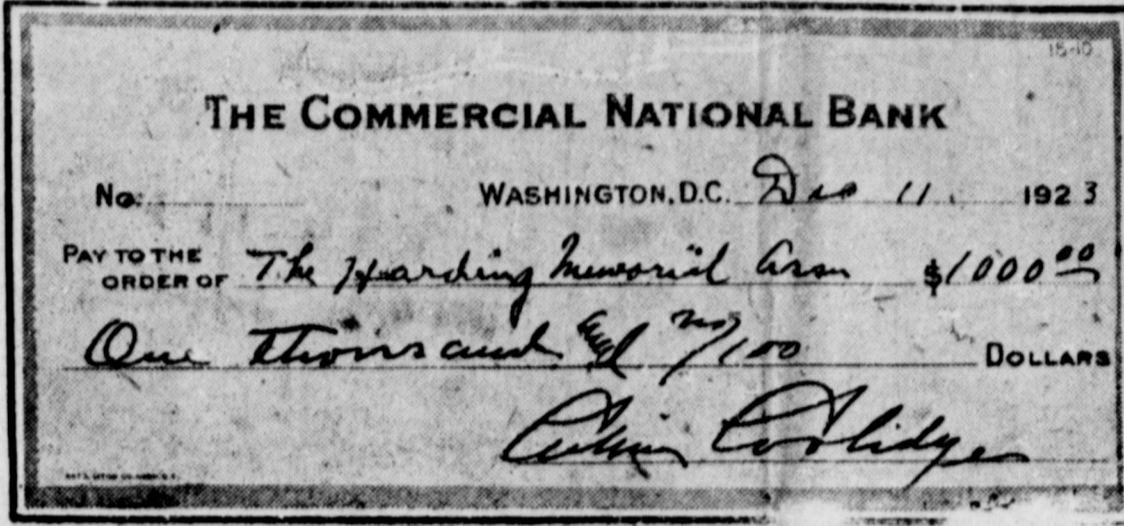 15-10
THE COMMERCIAL NATIONAL BANK
No. WASHINGTON, D.C. Dec 11. 1923
PAY TO THE ORDER OF The Harding Memorial Assn $1000 00
One thousand and no/100 DOLLARS
Calvin Coolidge